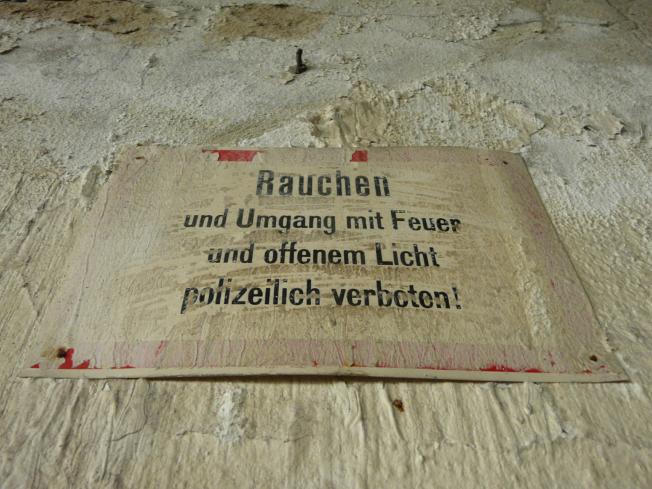 Rauchen
und Umgang mit Feuer
und offenem Licht
polizeilich verboten!